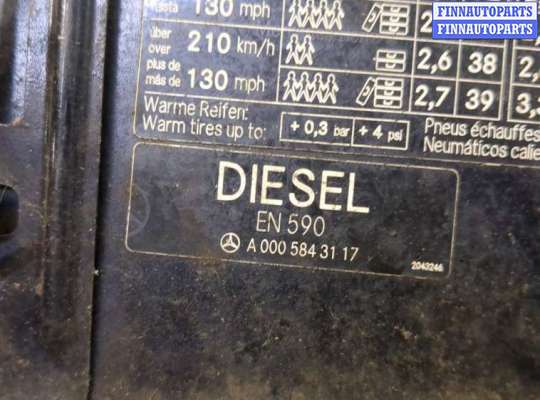 FINNAUTOPARTS
FINNAUTOPARTS
hasta 130 mph
über
over 210 km/h 2,6 38 2,
plus de
más de 130 mph 2,7 39
Warme Reifen:
Warm tires up to: + 0,3 bar + 4 psi
Pneus échauffés
Neumáticos
DIESEL
EN 590
A 000 584 31 17
2043246